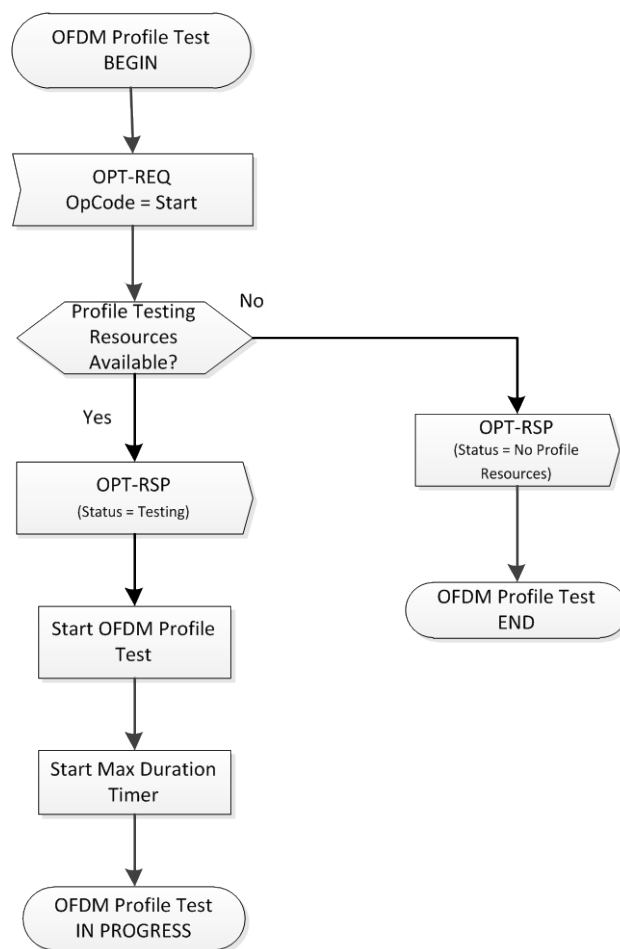 OFDM Profile Test
BEGIN
OPT-REQ
OpCode = Start
Profile Testing
Resources
Available?
No
Yes
OPT-RSP
(Status = No Profile
Resources)
OPT-RSP
(Status = Testing)
OFDM Profile Test
END
Start OFDM Profile
Test
Start Max Duration
Timer
OFDM Profile Test
IN PROGRESS